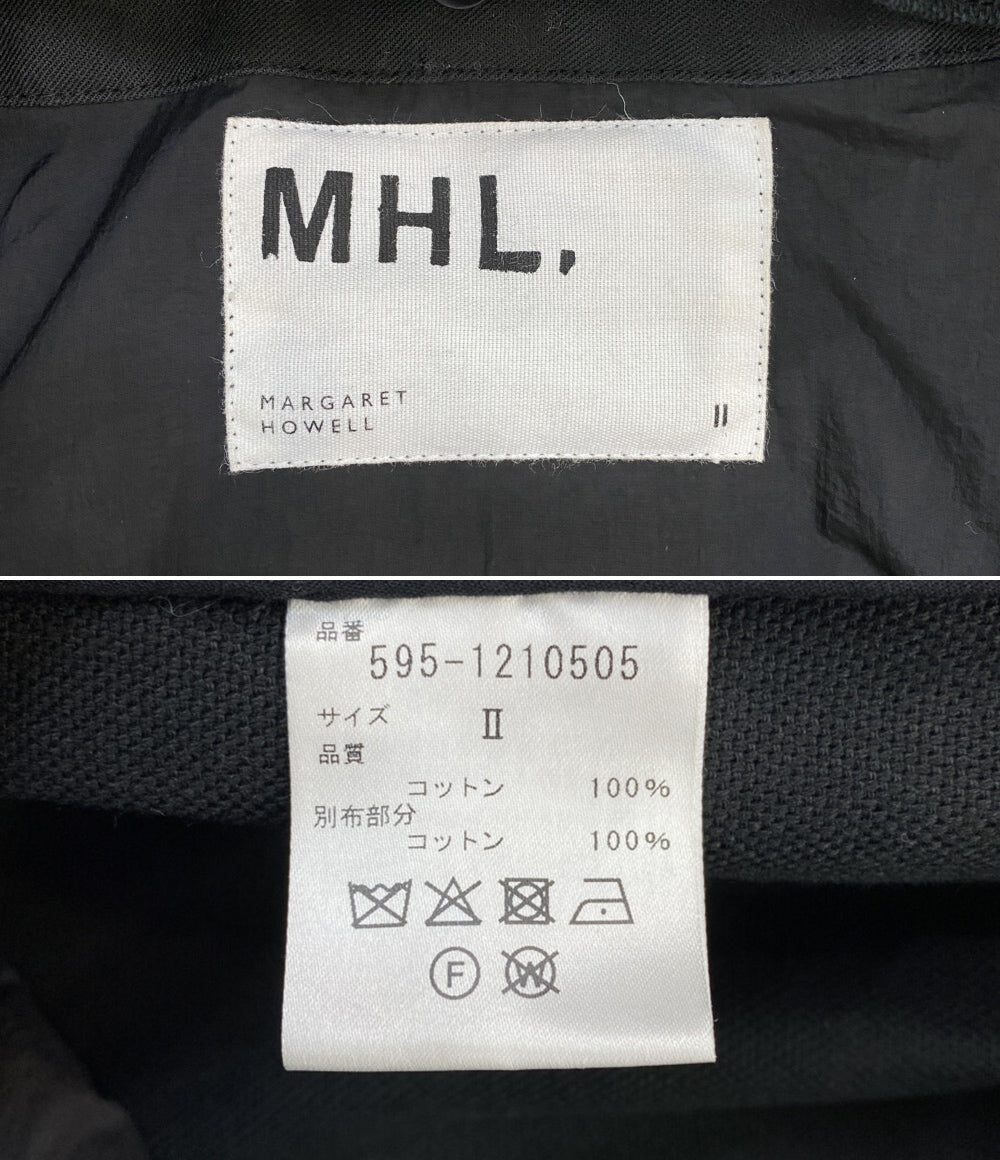 MHL.
MARGARET
HOWELL
II
品番
595-1210505
サイズ II
品質
コットン 100%
別布部分
コットン 100%
F W